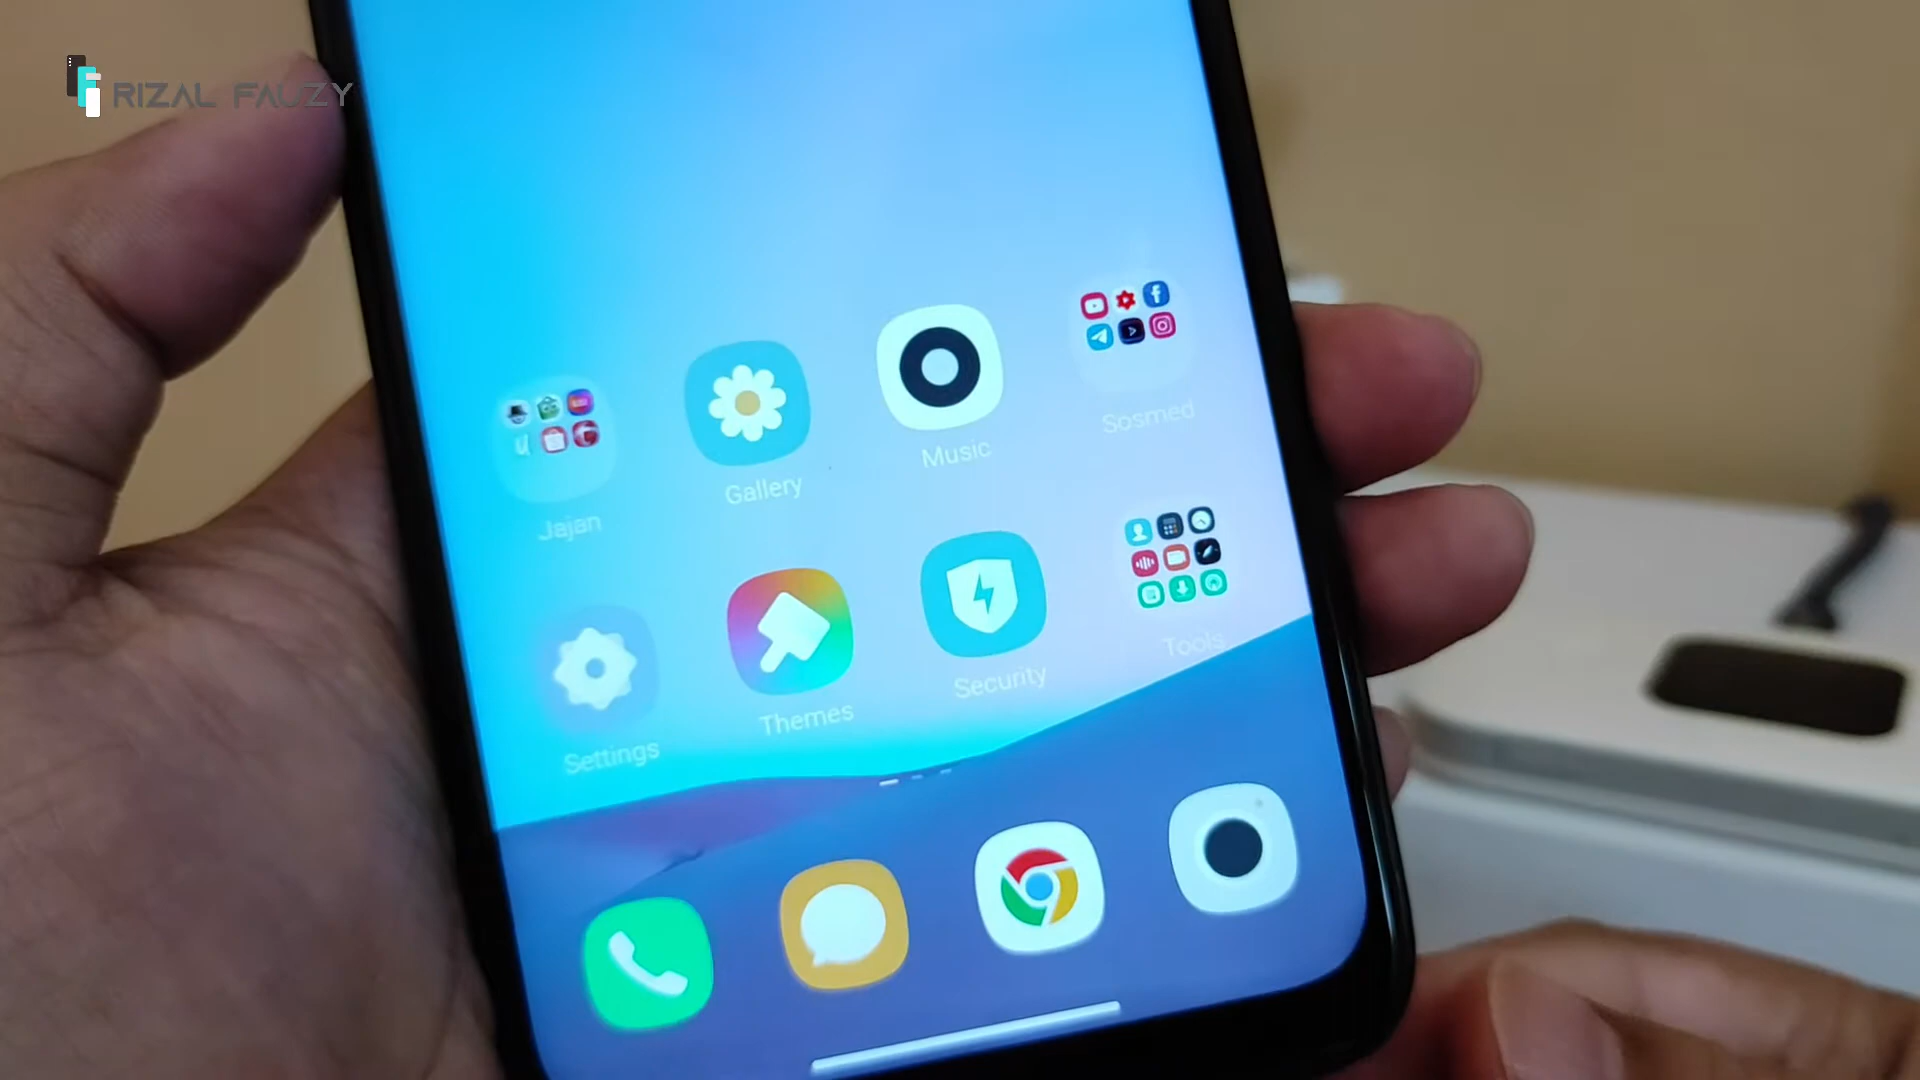 RIZAL FAUZY
Jajan
Gallery
Music
Sosmed
Settings
Themes
Security
Tools